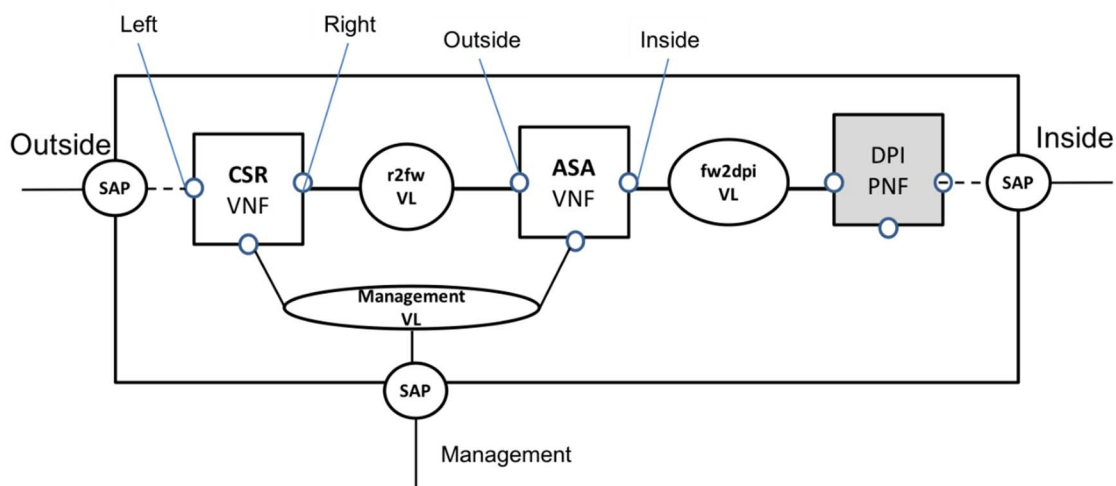 Left
Right
Outside
Inside
Outside
Inside
SAP
CSR
VNF
r2fw
VL
ASA
VNF
fw2dpi
VL
DPI
PNF
SAP
Management
VL
SAP
Management